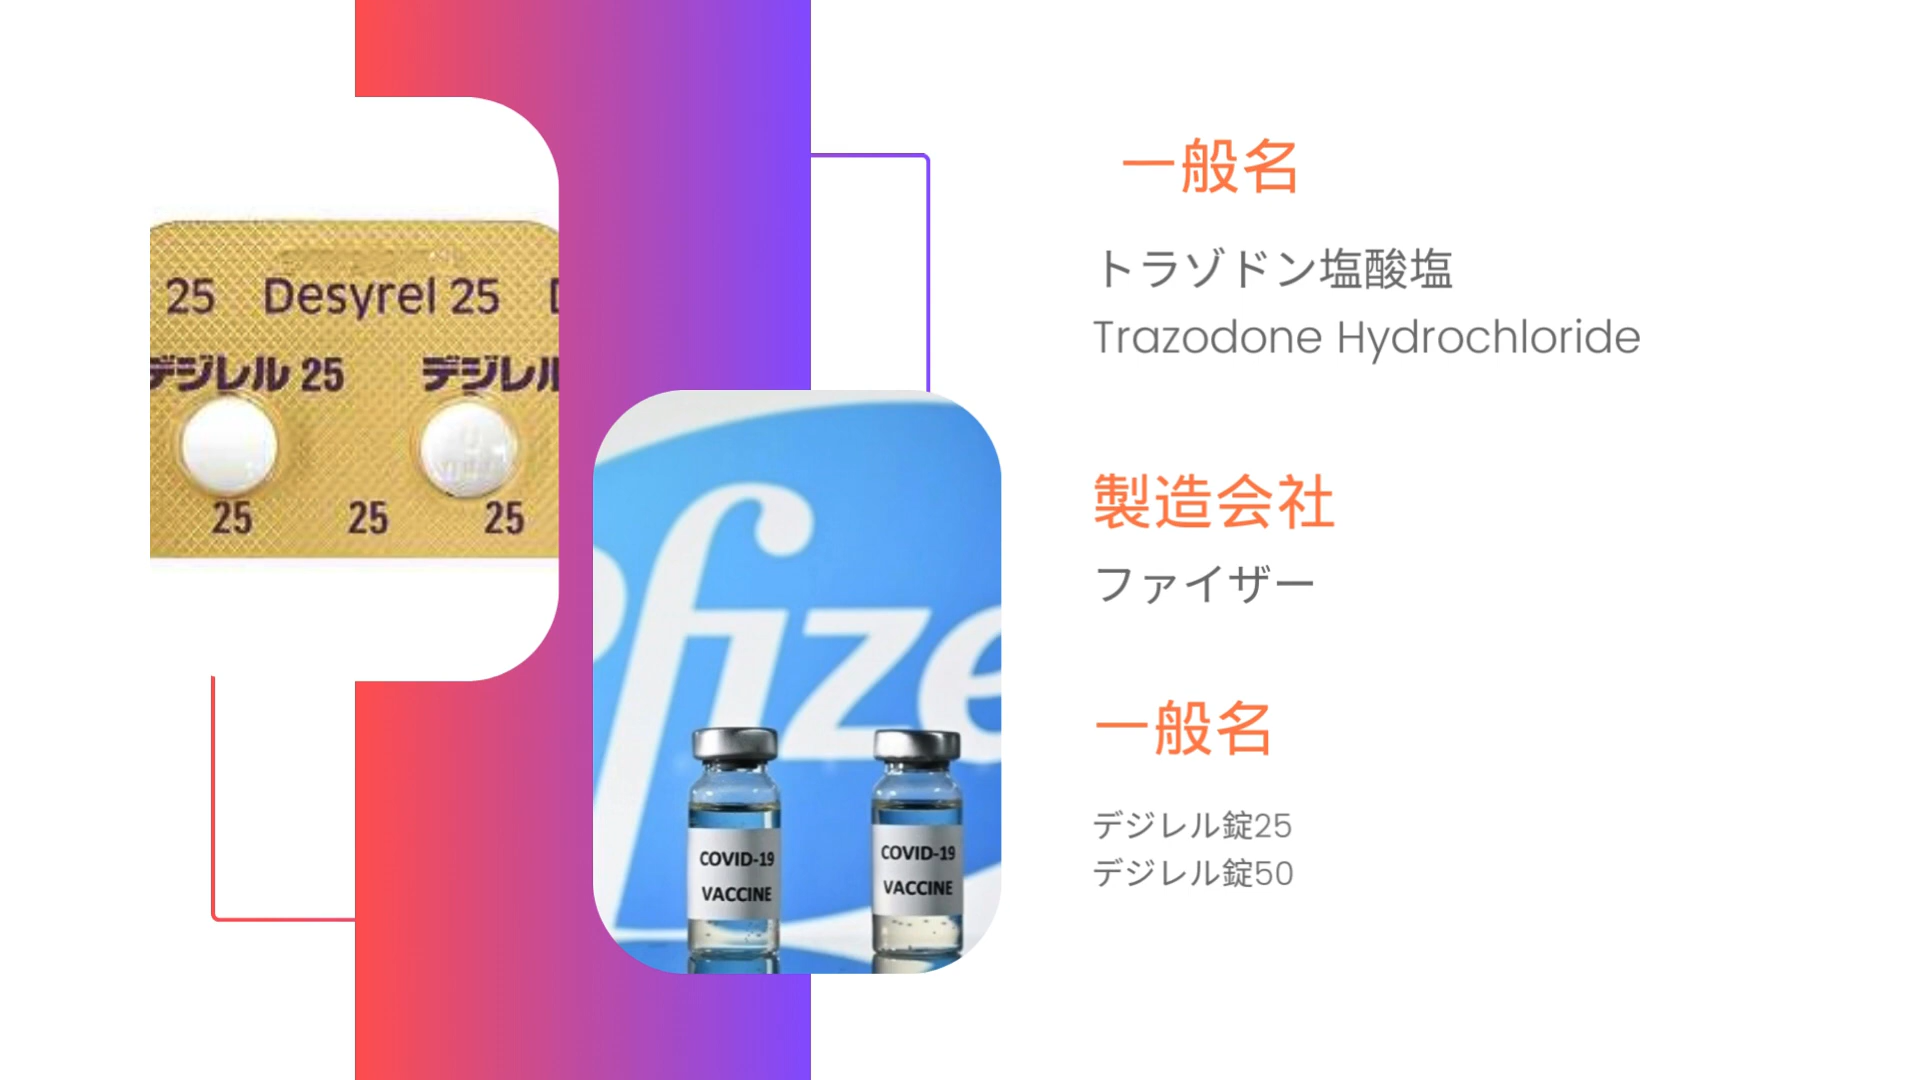 25 Desyrel 25
デジレル 25 デジレル
25 25 25
pfize
COVID-19
VACCINE
COVID-19
VACCINE
一般名
トラゾドン塩酸塩
Trazodone Hydrochloride
製造会社
ファイザー
一般名
デジレル錠25
デジレル錠50